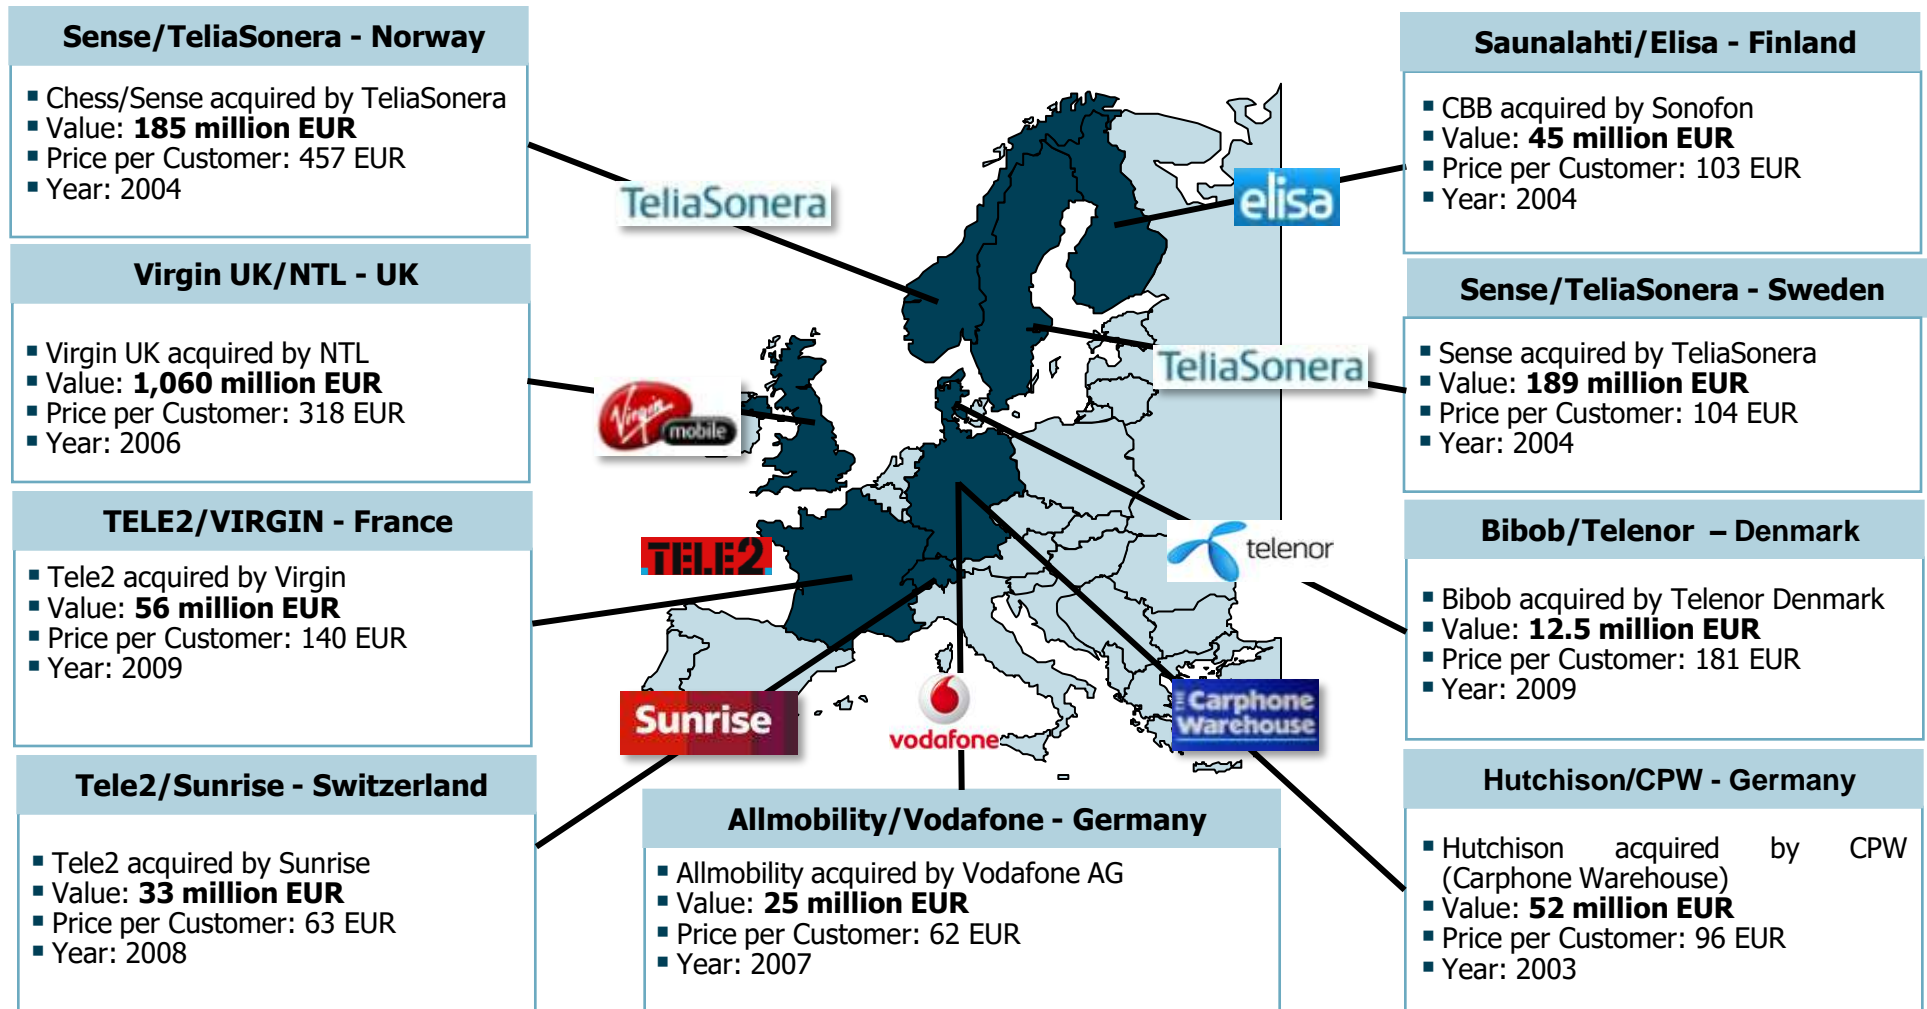 Sense/TeliaSonera - Norway
▪ Chess/Sense acquired by TeliaSonera
▪ Value: 185 million EUR
▪ Price per Customer: 457 EUR
▪ Year: 2004
Virgin UK/NTL - UK
▪ Virgin UK acquired by NTL
▪ Value: 1,060 million EUR
▪ Price per Customer: 318 EUR
▪ Year: 2006
TELE2/VIRGIN - France
▪ Tele2 acquired by Virgin
▪ Value: 56 million EUR
▪ Price per Customer: 140 EUR
▪ Year: 2009
Tele2/Sunrise - Switzerland
▪ Tele2 acquired by Sunrise
▪ Value: 33 million EUR
▪ Price per Customer: 63 EUR
▪ Year: 2008
TeliaSonera
elisa
TeliaSonera
Virgin
mobile
TELE2
telenor
Sunrise
vodafone
THE Carphone
Warehouse
Allmobility/Vodafone - Germany
▪ Allmobility acquired by Vodafone AG
▪ Value: 25 million EUR
▪ Price per Customer: 62 EUR
▪ Year: 2007
Saunalahti/Elisa - Finland
▪ CBB acquired by Sonofon
▪ Value: 45 million EUR
▪ Price per Customer: 103 EUR
▪ Year: 2004
Sense/TeliaSonera - Sweden
▪ Sense acquired by TeliaSonera
▪ Value: 189 million EUR
▪ Price per Customer: 104 EUR
▪ Year: 2004
Bibob/Telenor – Denmark
▪ Bibob acquired by Telenor Denmark
▪ Value: 12.5 million EUR
▪ Price per Customer: 181 EUR
▪ Year: 2009
Hutchison/CPW - Germany
▪ Hutchison acquired by CPW
(Carphone Warehouse)
▪ Value: 52 million EUR
▪ Price per Customer: 96 EUR
▪ Year: 2003